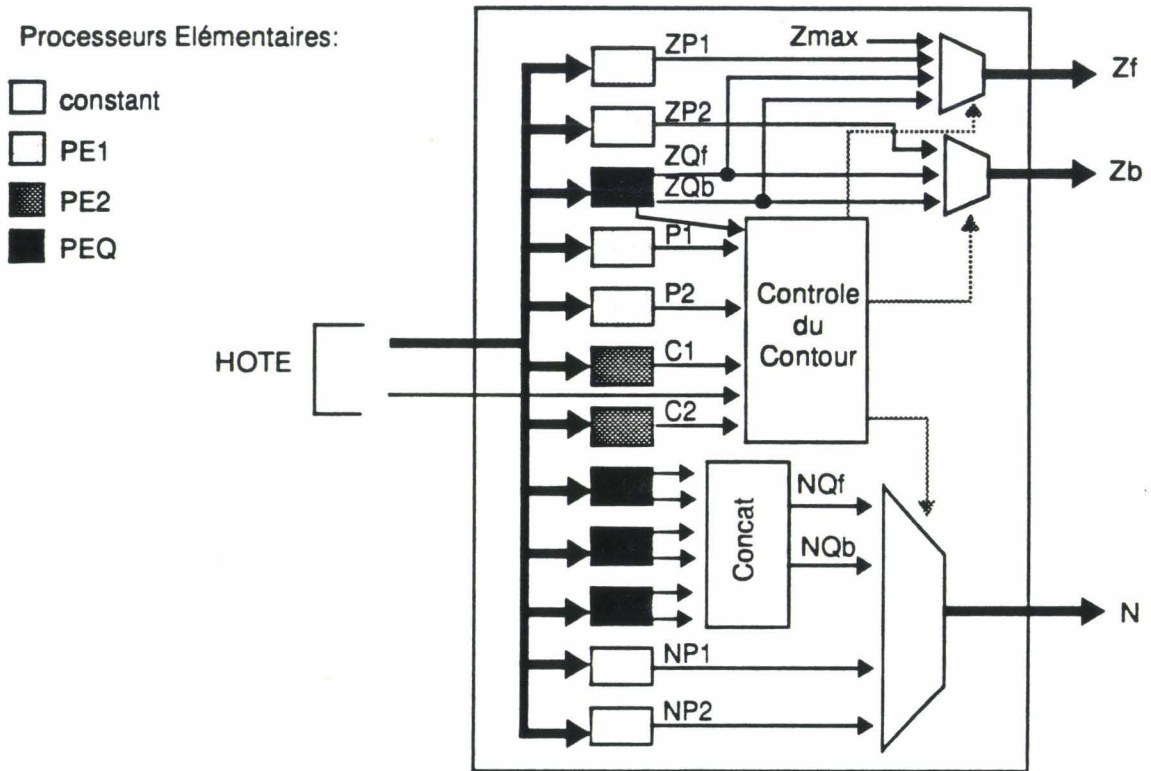 Processeurs Elémentaires:
constant
PE1
PE2
PEQ
HOTE
ZP1
Zmax
Zf
ZP2
ZQf
Zb
ZQb
P1
P2
Controle
du
Contour
C1
C2
NQf
Concat
NQb
N
NP1
NP2